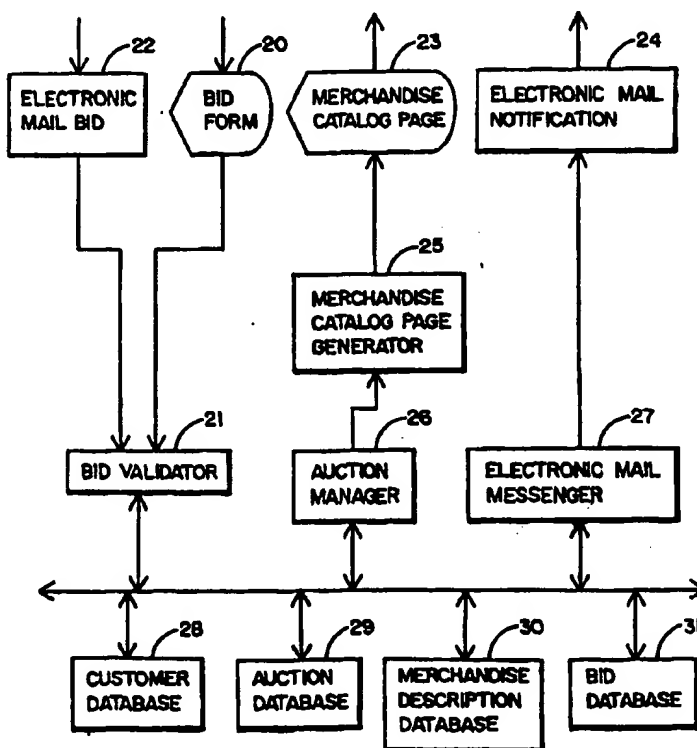 22
20
23
24
ELECTRONIC
MAIL BID
BID
FORM
MERCHANDISE
CATALOG PAGE
ELECTRONIC MAIL
NOTIFICATION
25
MERCHANDISE
CATALOG PAGE
GENERATOR
21
26
27
BID VALIDATOR
AUCTION
MANAGER
ELECTRONIC MAIL
MESSENGER
28
29
30
31
CUSTOMER
DATABASE
AUCTION
DATABASE
MERCHANDISE
DESCRIPTION
DATABASE
BID
DATABASE